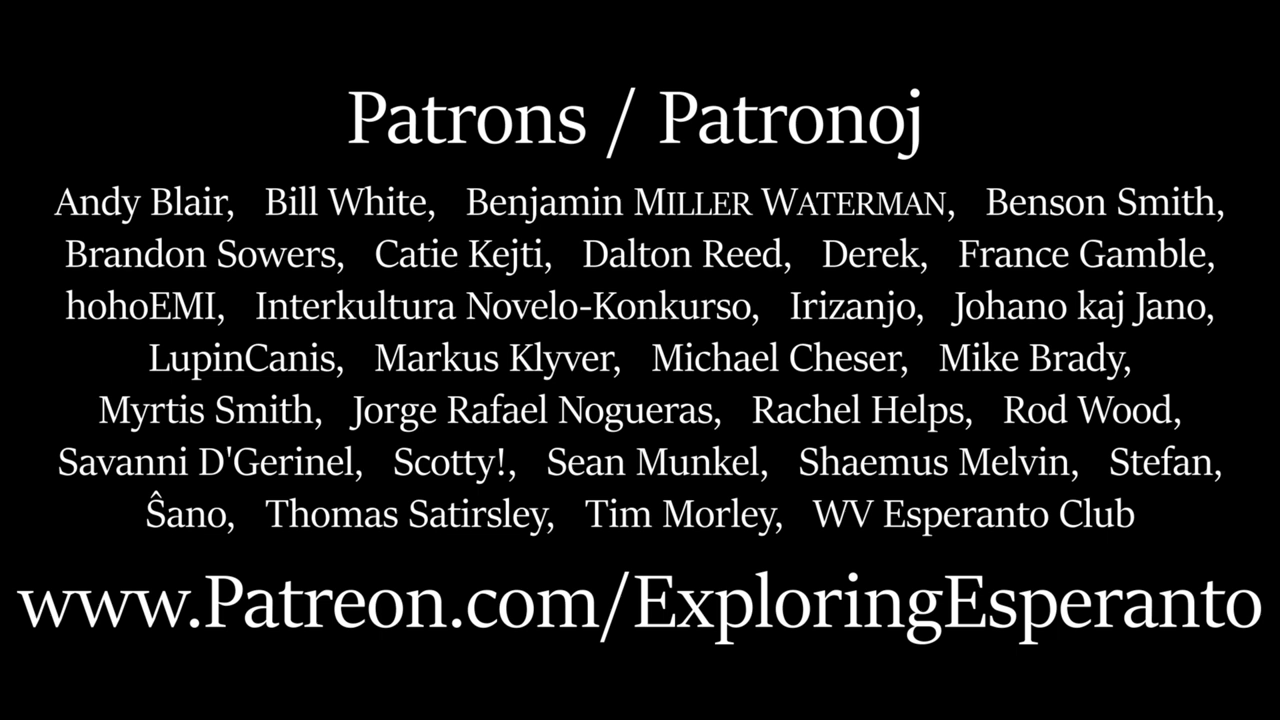 Patrons / Patronoj
Andy Blair, Bill White, Benjamin MILLER WATERMAN, Benson Smith,
Brandon Sowers, Catie Kejti, Dalton Reed, Derek, France Gamble,
hohoEMI, Interkultura Novelo-Konkurso, Irizanjo, Johano kaj Jano,
LupinCanis, Markus Klyver, Michael Cheser, Mike Brady,
Myrtis Smith, Jorge Rafael Nogueras, Rachel Helps, Rod Wood,
Savanni D'Gerinel, Scotty!, Sean Munkel, Shaemus Melvin, Stefan,
Ŝano, Thomas Satirsley, Tim Morley, WV Esperanto Club
www.Patreon.com/ExploringEsperanto